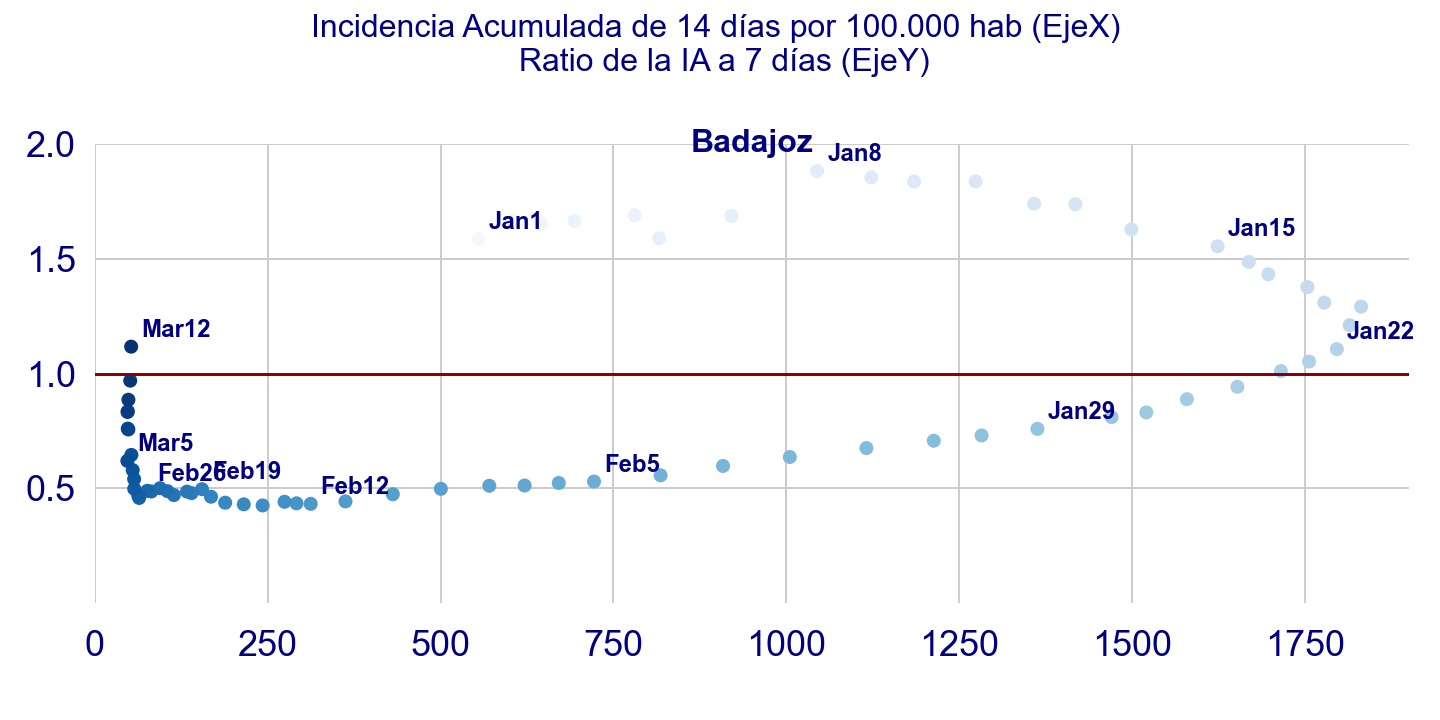 Incidencia Acumulada de 14 días por 100.000 hab (EjeX)
Ratio de la IA a 7 días (EjeY)
Badajoz
2.0
Jan8
Jan1
Jan15
1.5
Mar12
Jan22
1.0
Jan29
Mar5
Feb26
Feb19
Feb5
Feb12
0.5
0 250 500 750 1000 1250 1500 1750